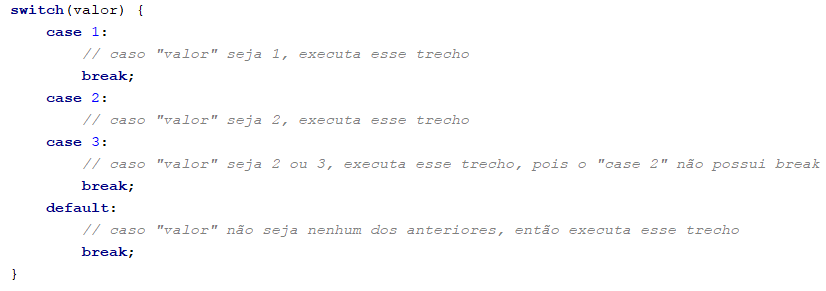 switch(valor) {
    case 1:
        // caso "valor" seja 1, executa esse trecho
        break;
    case 2:
        // caso "valor" seja 2, executa esse trecho
    case 3:
        // caso "valor" seja 2 ou 3, executa esse trecho, pois o "case 2" não possui break
        break;
    default:
        // caso "valor" não seja nenhum dos anteriores, então executa esse trecho
        break;
}